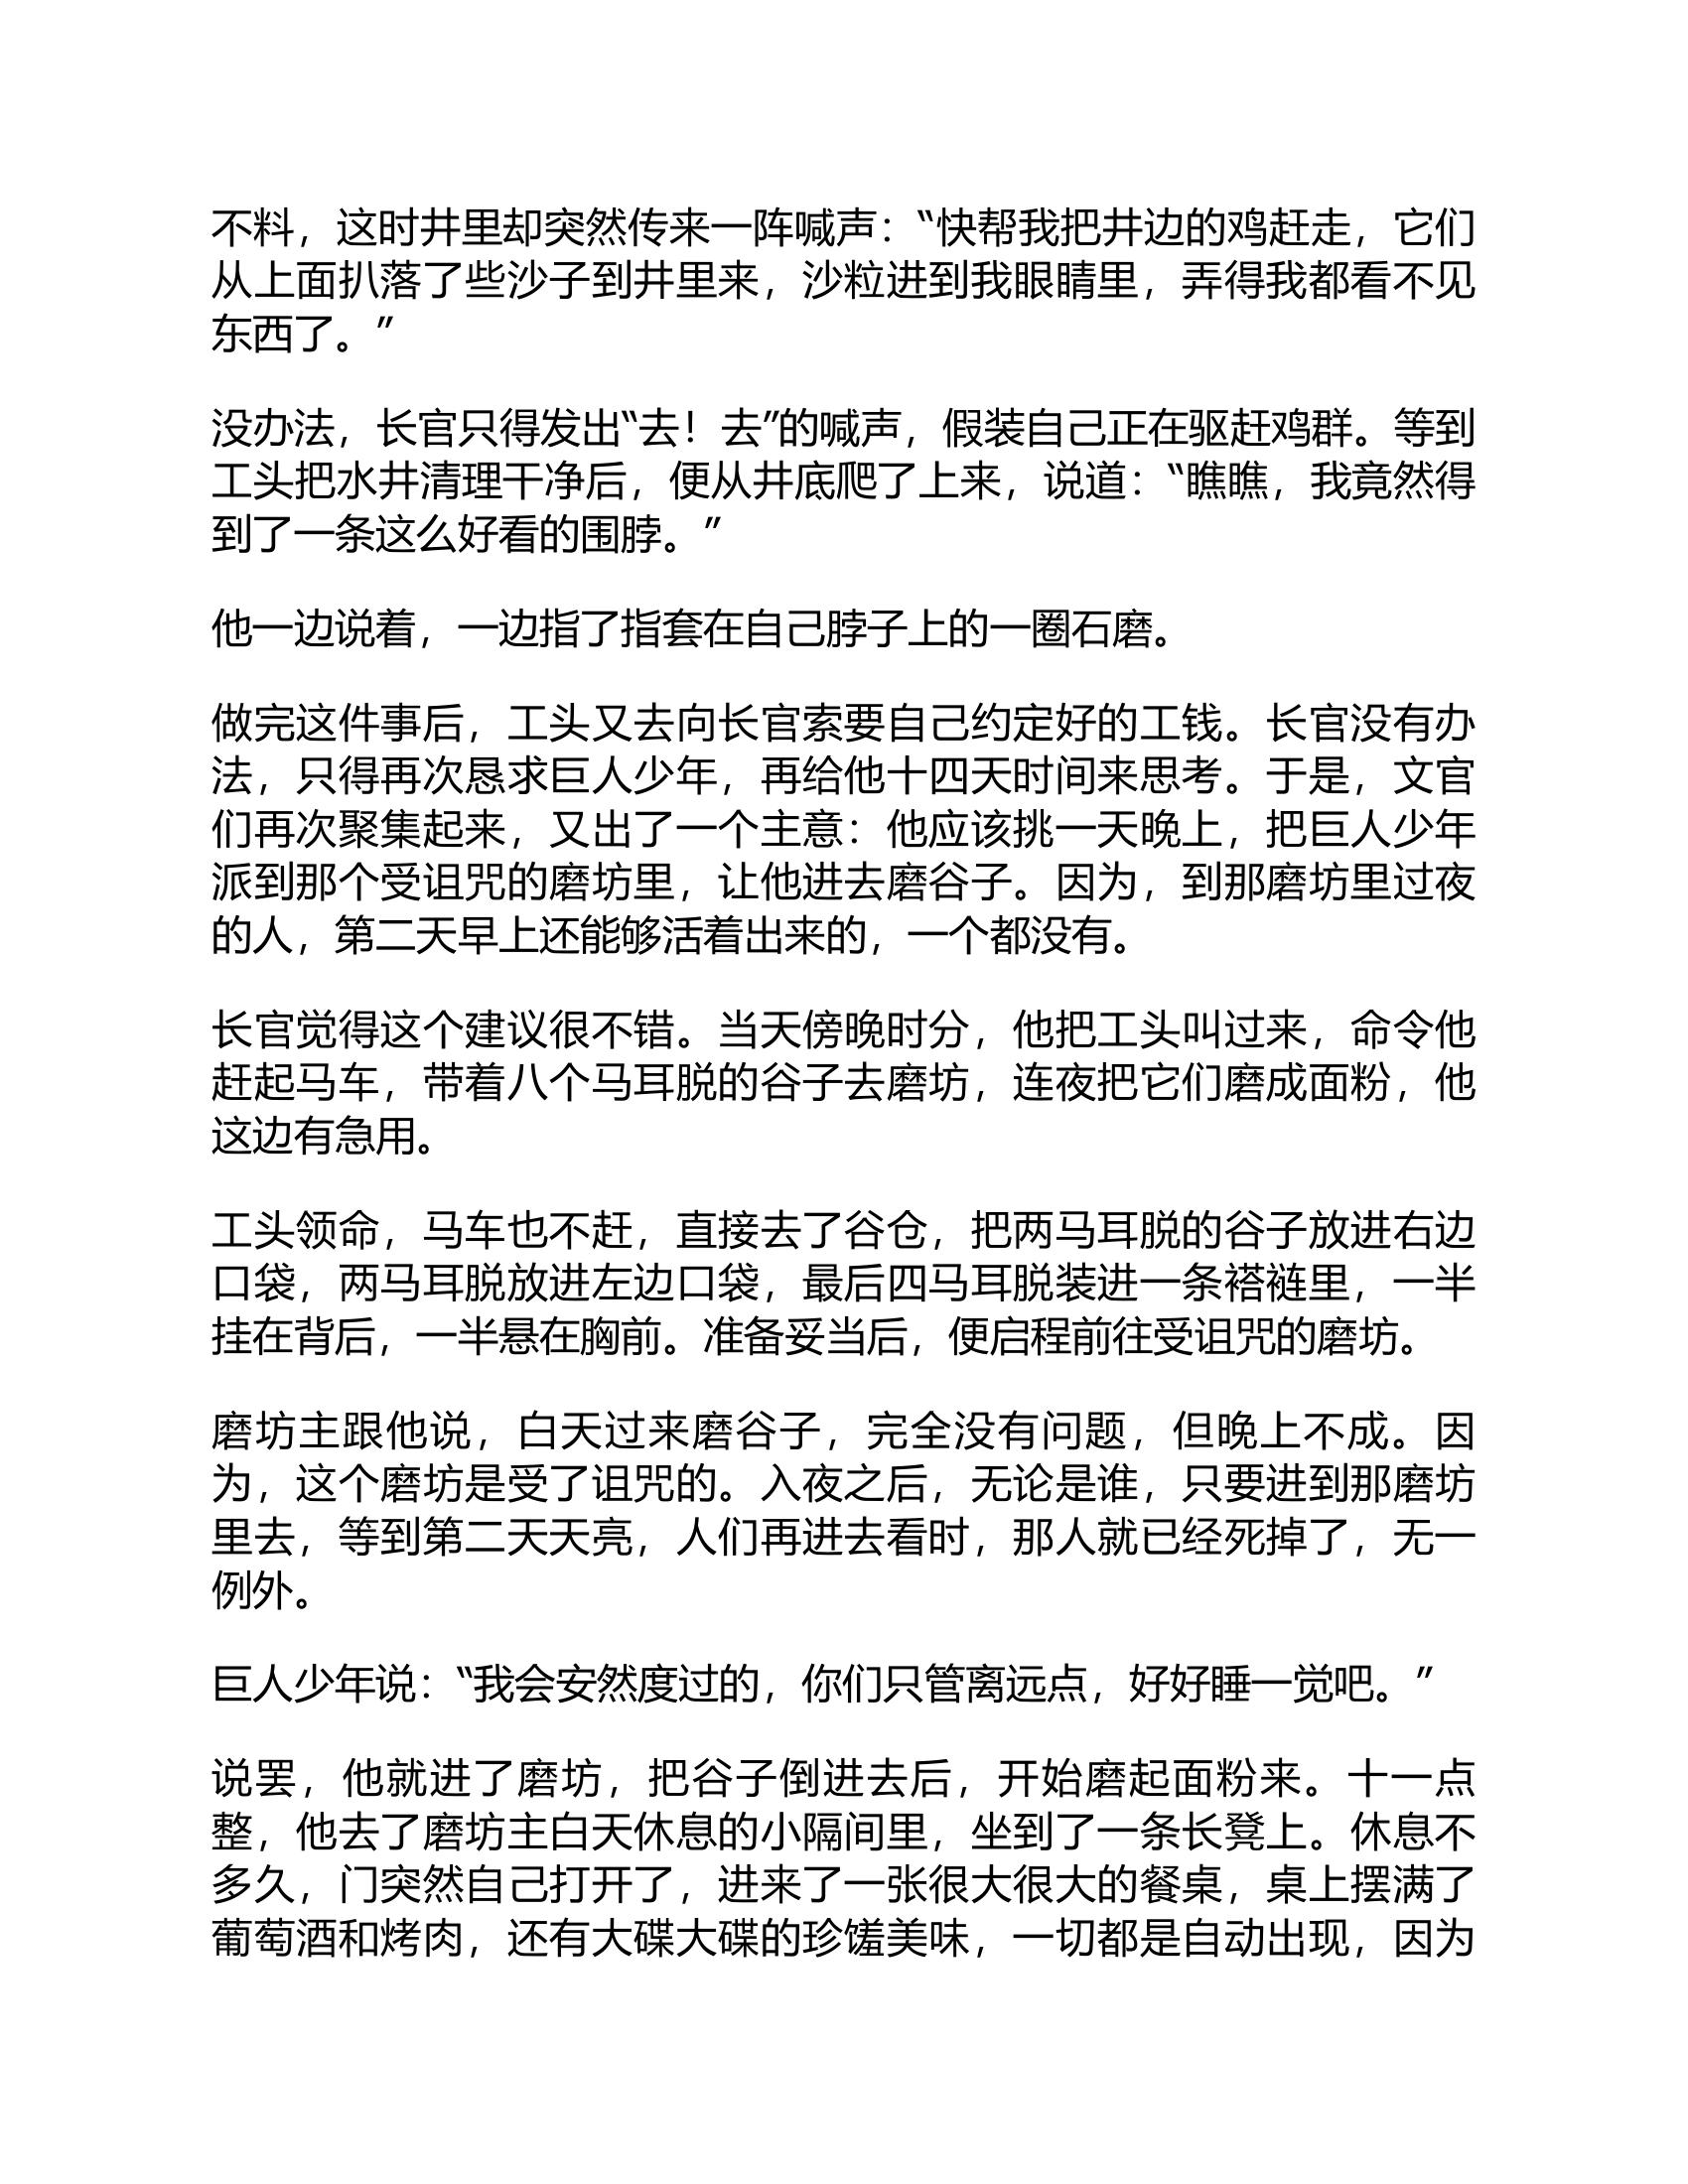 不料，这时井里却突然传来一阵喊声：“快帮我把井边的鸡赶走，它们
从上面扒落了些沙子到井里来，沙粒进到我眼睛里，弄得我都看不见
东西了。”
没办法，长官只得发出“去！去”的喊声，假装自己正在驱赶鸡群。等到
工头把水井清理干净后，便从井底爬了上来，说道：“瞧瞧，我竟然得
到了一条这么好看的围脖。”
他一边说着，一边指了指套在自己脖子上的一圈石磨。
做完这件事后，工头又去向长官索要自己约定好的工钱。长官没有办
法，只得再次恳求巨人少年，再给他十四天时间来思考。于是，文官
们再次聚集起来，又出了一个主意：他应该挑一天晚上，把巨人少年
派到那个受诅咒的磨坊里，让他进去磨谷子。因为，到那磨坊里过夜
的人，第二天早上还能够活着出来的，一个都没有。
长官觉得这个建议很不错。当天傍晚时分，他把工头叫过来，命令他
赶起马车，带着八个马耳脱的谷子去磨坊，连夜把它们磨成面粉，他
这边有急用。
工头领命，马车也不赶，直接去了谷仓，把两马耳脱的谷子放进右边
口袋，两马耳脱放进左边口袋，最后四马耳脱装进一条褡裢里，一半
挂在背后，一半悬在胸前。准备妥当后，便启程前往受诅咒的磨坊。
磨坊主跟他说，白天过来磨谷子，完全没有问题，但晚上不成。因
为，这个磨坊是受了诅咒的。入夜之后，无论是谁，只要进到那磨坊
里去，等到第二天天亮，人们再进去看时，那人就已经死掉了，无一
例外。
巨人少年说：“我会安然度过的，你们只管离远点，好好睡一觉吧。”
说罢，他就进了磨坊，把谷子倒进去后，开始磨起面粉来。十一点
整，他去了磨坊主白天休息的小隔间里，坐到了一条长凳上。休息不
多久，门突然自己打开了，进来了一张很大很大的餐桌，桌上摆满了
葡萄酒和烤肉，还有大碟大碟的珍馐美味，一切都是自动出现，因为